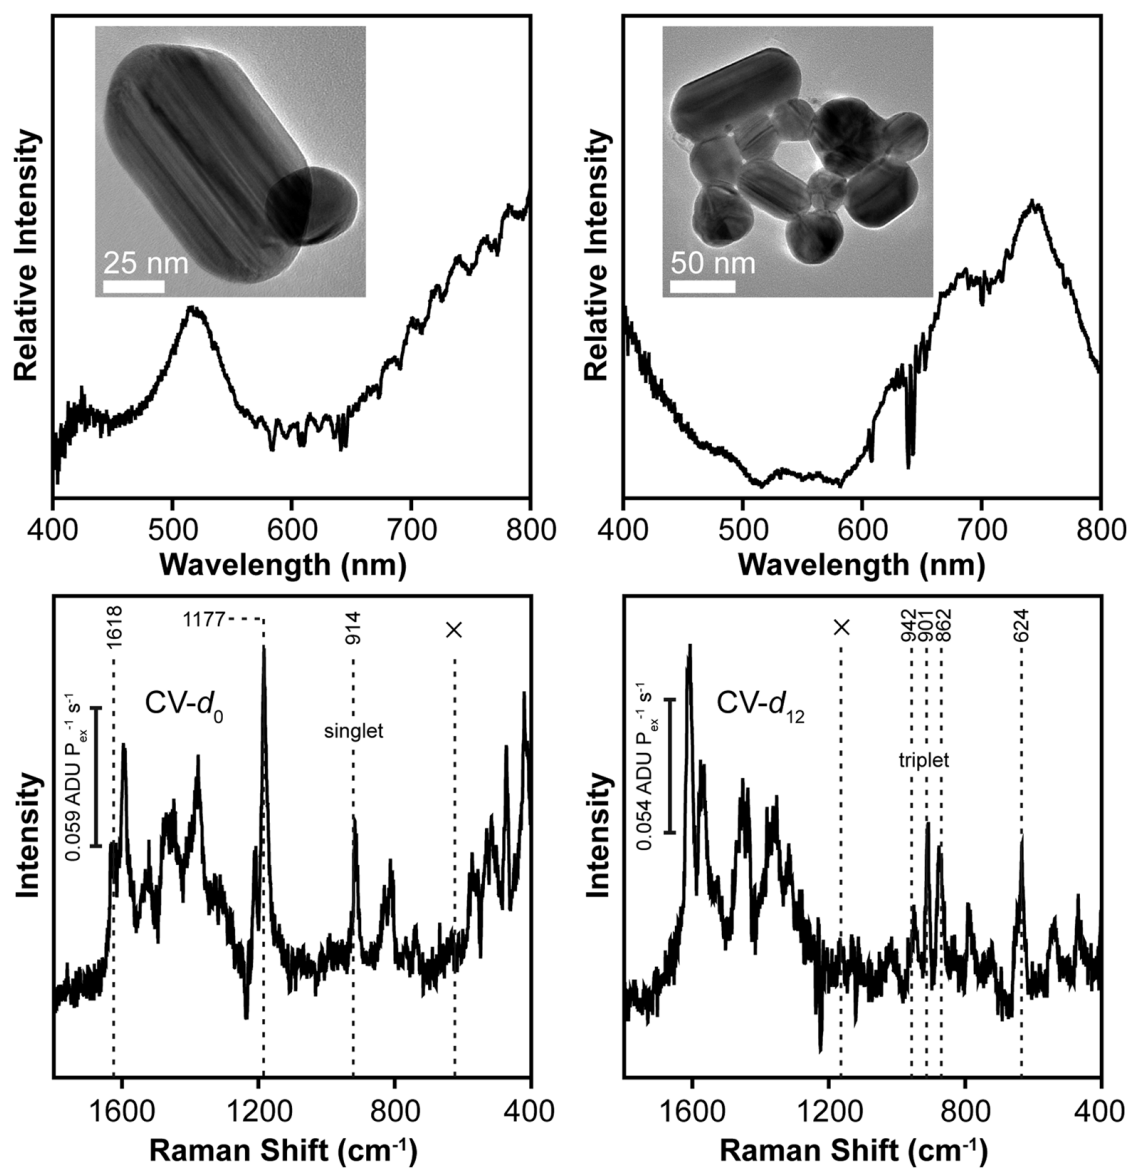 Relative Intensity
25 nm
400 500 600 700 800
Wavelength (nm)
Relative Intensity
50 nm
400 500 600 700 800
Wavelength (nm)
Intensity
0.059 ADU P_ex^-1 s^-1
1618
1177
914
×
CV-d_0
singlet
1600 1200 800 400
Raman Shift (cm^-1)
Intensity
0.054 ADU P_ex^-1 s^-1
×
942
901
862
624
CV-d_12
triplet
1600 1200 800 400
Raman Shift (cm^-1)